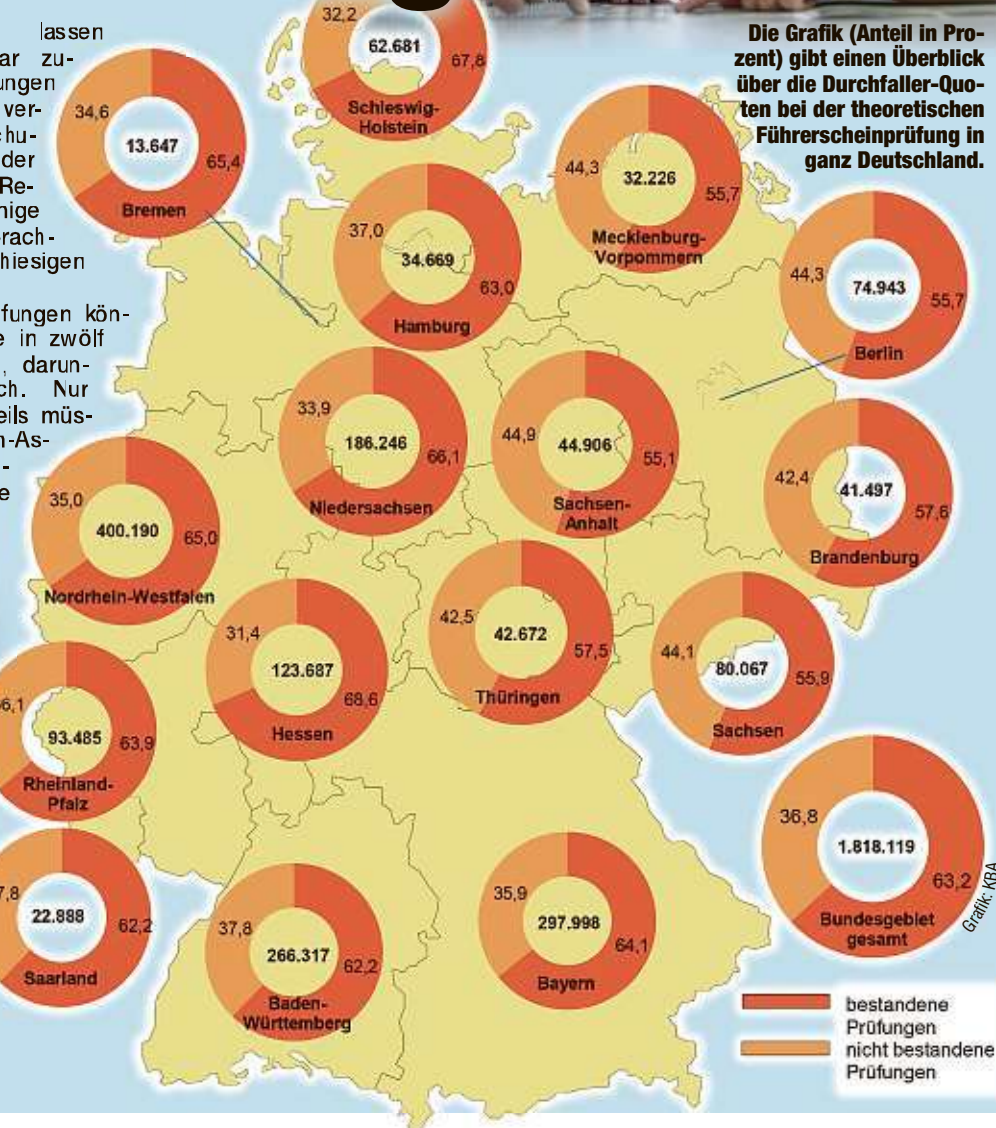 lassen
zu-
ver-
der
Die Grafik (Anteil in Pro-
zent) gibt einen Überblick
über die Durchfaller-Quo-
ten bei der theoretischen
Führerscheinprüfung in
ganz Deutschland.
32,2
62.681
67,8
Schleswig-
Holstein
34,6
13.647
65,4
Bremen
44,3
32.226
55,7
Mecklenburg-
Vorpommern
37,0
34.669
63,0
Hamburg
44,3
74.943
55,7
Berlin
kön-
in zwölf
darun-
Nur
müs-
33,9
186.246
66,1
Niedersachsen
44,9
44.906
55,1
Sachsen-
Anhalt
42,4
41.497
57,6
Brandenburg
35,0
400.190
65,0
Nordrhein-Westfalen
31,4
123.687
68,6
Hessen
42,5
42.672
57,5
Thüringen
44,1
80.067
55,9
Sachsen
6,1
93.485
63,9
Rheinland-
Pfalz
7,8
22.888
62,2
Saarland
37,8
266.317
62,2
Baden-
Württemberg
35,9
297.998
64,1
Bayern
36,8
1.818.119
63,2
Bundesgebiet
gesamt
Grafik: KBA
bestandene
Prüfungen
nicht bestandene
Prüfungen